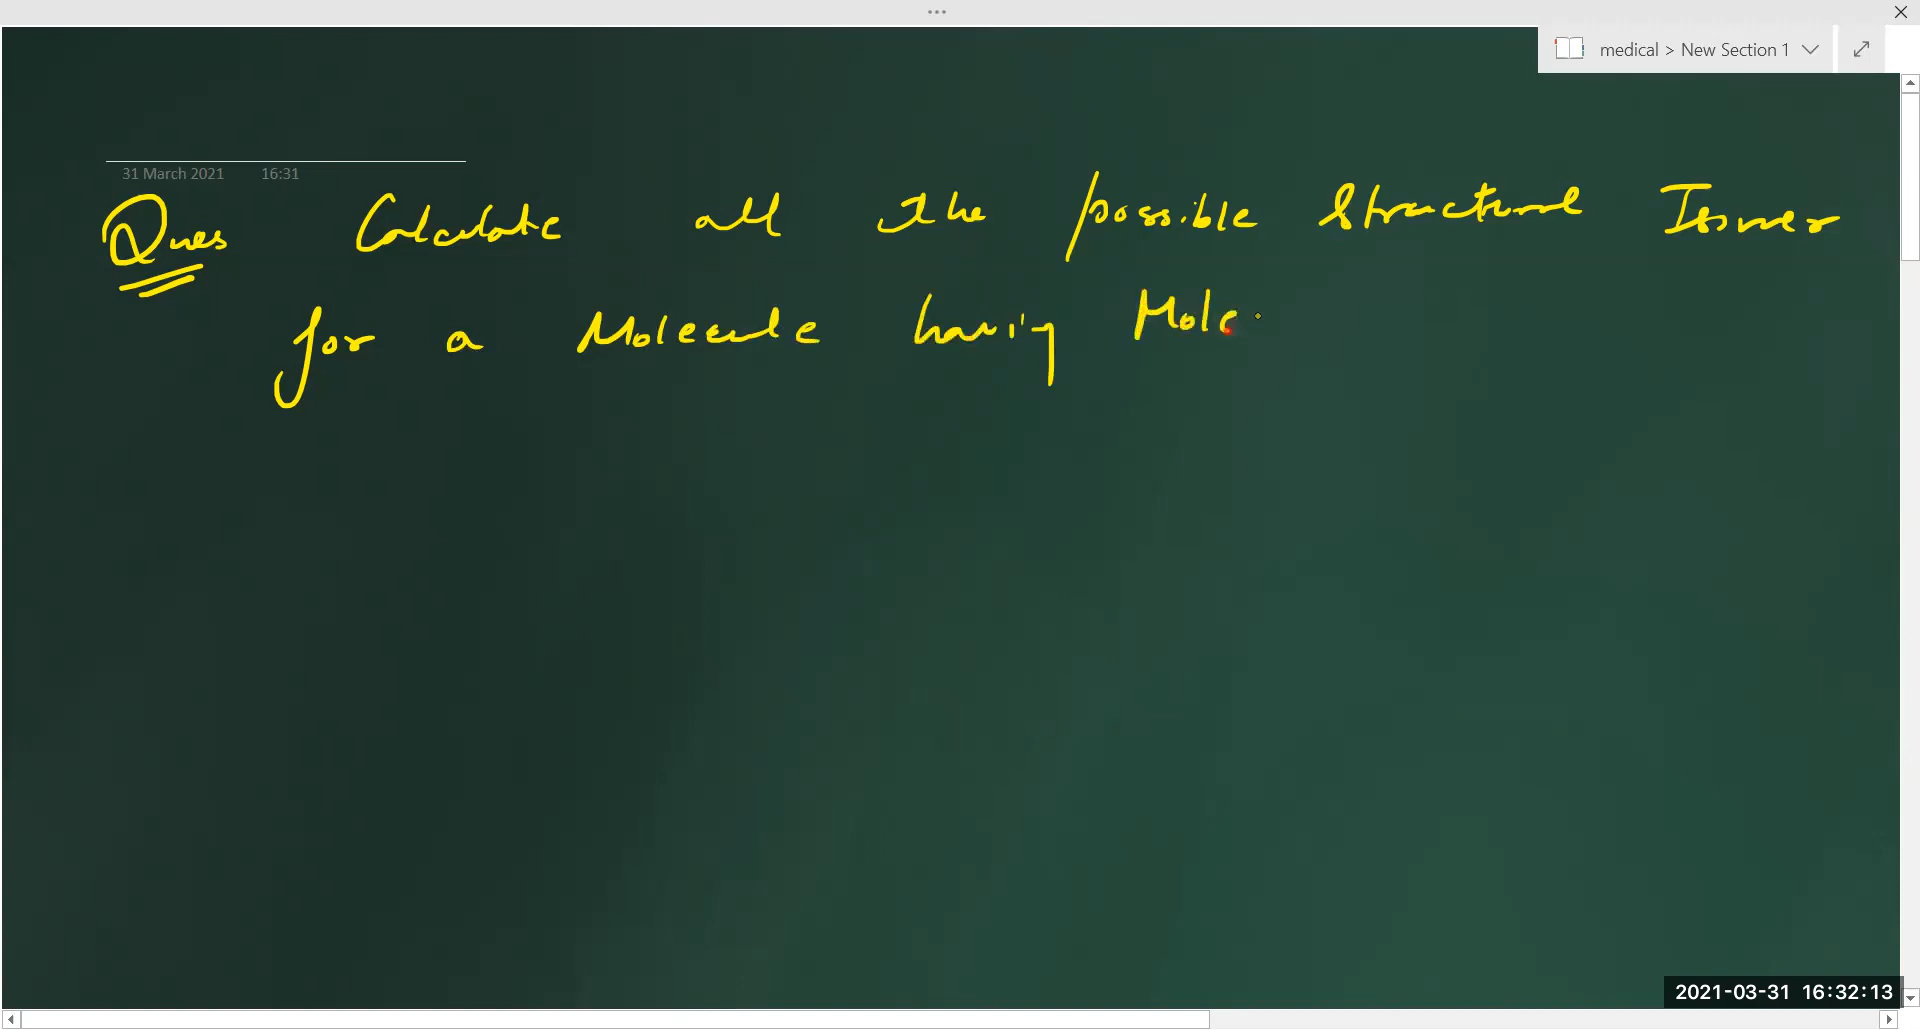 medical > New Section 1
31 March 2021 16:31
Ques Calculate all the possible Structural Isomer
for a Molecule having Mole
2021-03-31 16:32:13